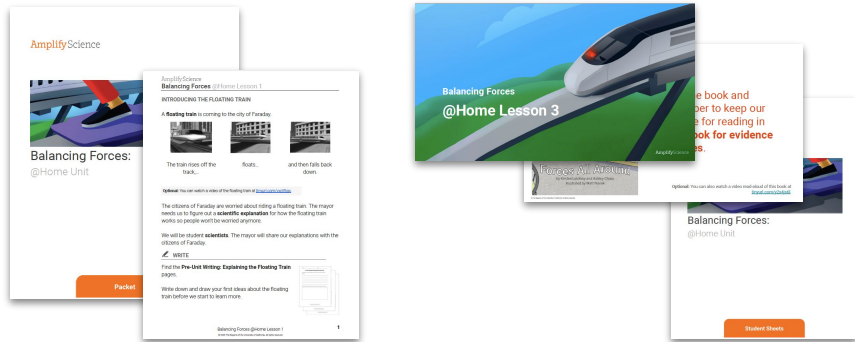 AmplifyScience
Balancing Forces:
@Home Unit
Packet
AmplifyScience
Balancing Forces @Home Lesson 1
INTRODUCING THE FLOATING TRAIN
A floating train is coming to the city of Faraday.
The train rises off the
track,..
floats...
and then falls back
down.
Optional: You can watch a video of the floating train at
The citizens of Faraday are worried about riding a floating train. The mayor
needs us to figure out a scientific explanation for how the floating train
works so people won't be worried anymore.
We will be student scientists. The mayor will share our explanations with the
citizens of Faraday.
WRITE
Find the Pre-Unit Writing: Explaining the Floating Train
pages.
Write down and draw your first ideas about the floating
train before we start to learn more.
Balancing Forces @Home Lesson 1
1
Balancing Forces
@Home Lesson 3
AmplifyScience
e book and
per to keep our
e for reading in
ook for evidence
es.
Forces All Around
Optional: You can also watch a video read-aloud of this book at
Balancing Forces:
@Home Unit
Student Sheets